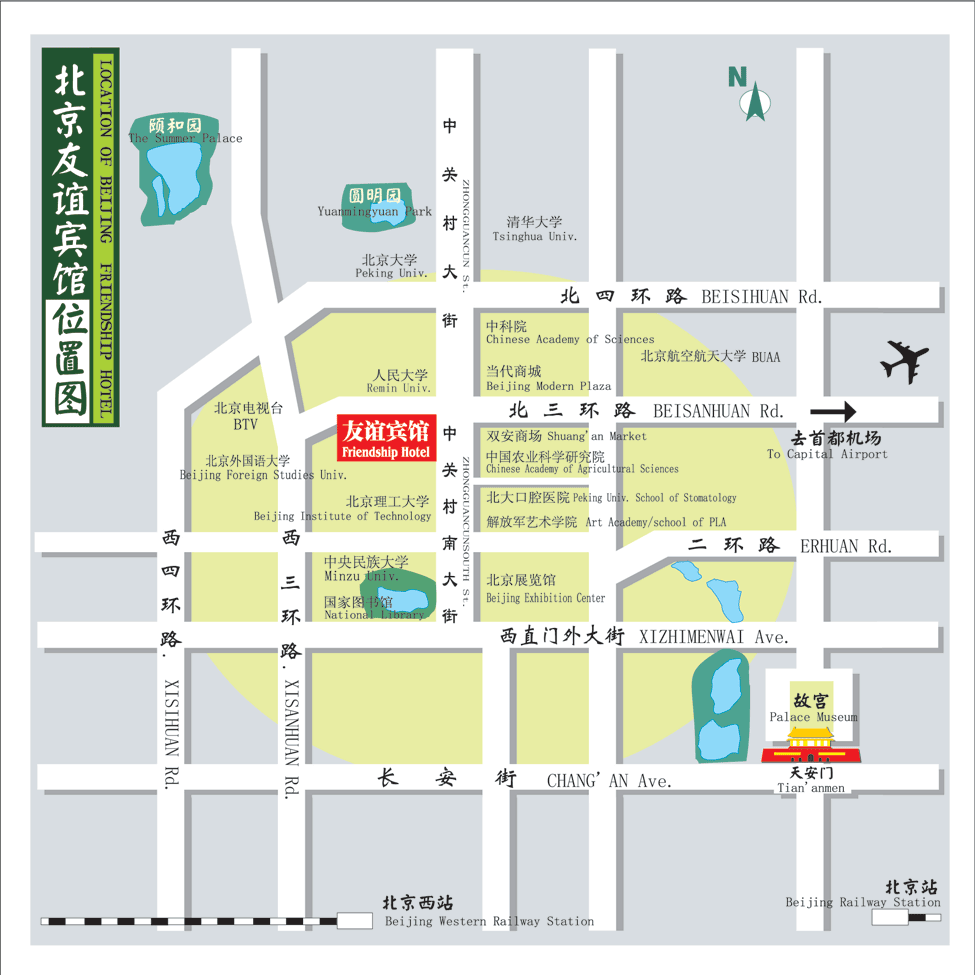 北京友谊宾馆位置图
LOCATION OF BEIJING FRIENDSHIP HOTEL
N
颐和园
The Summer Palace
圆明园
Yuanmingyuan Park
中关村大街
ZHONGGUANCUN St.
清华大学
Tsinghua Univ.
北京大学
Peking Univ.
北四环路 BEISIHUAN Rd.
中科院
Chinese Academy of Sciences
北京航空航天大学 BUAA
当代商城
Beijing Modern Plaza
人民大学
Remin Univ.
北京电视台
BTV
北三环路 BEISANHUAN Rd.
友谊宾馆
Friendship Hotel
去首都机场
To Capital Airport
双安商场 Shuang'an Market
中国农业科学研究院
Chinese Academy of Agricultural Sciences
北京外国语大学
Beijing Foreign Studies Univ.
中关村南大街
ZHONGGUANCUNSOUTH St.
北大口腔医院 Peking Univ. School of Stomatology
北京理工大学
Beijing Institute of Technology
解放军艺术学院 Art Academy/school of PLA
二环路 ERHUAN Rd.
西四环路. XISIHUAN Rd.
西三环路. XISANHUAN Rd.
中央民族大学
Minzu Univ.
国家图书馆
National Library
北京展览馆
Beijing Exhibition Center
西直门外大街 XIZHIMENWAI Ave.
故宫
Palace Museum
天安门
Tian'anmen
长安街 CHANG'AN Ave.
北京西站
Beijing Western Railway Station
北京站
Beijing Railway Station